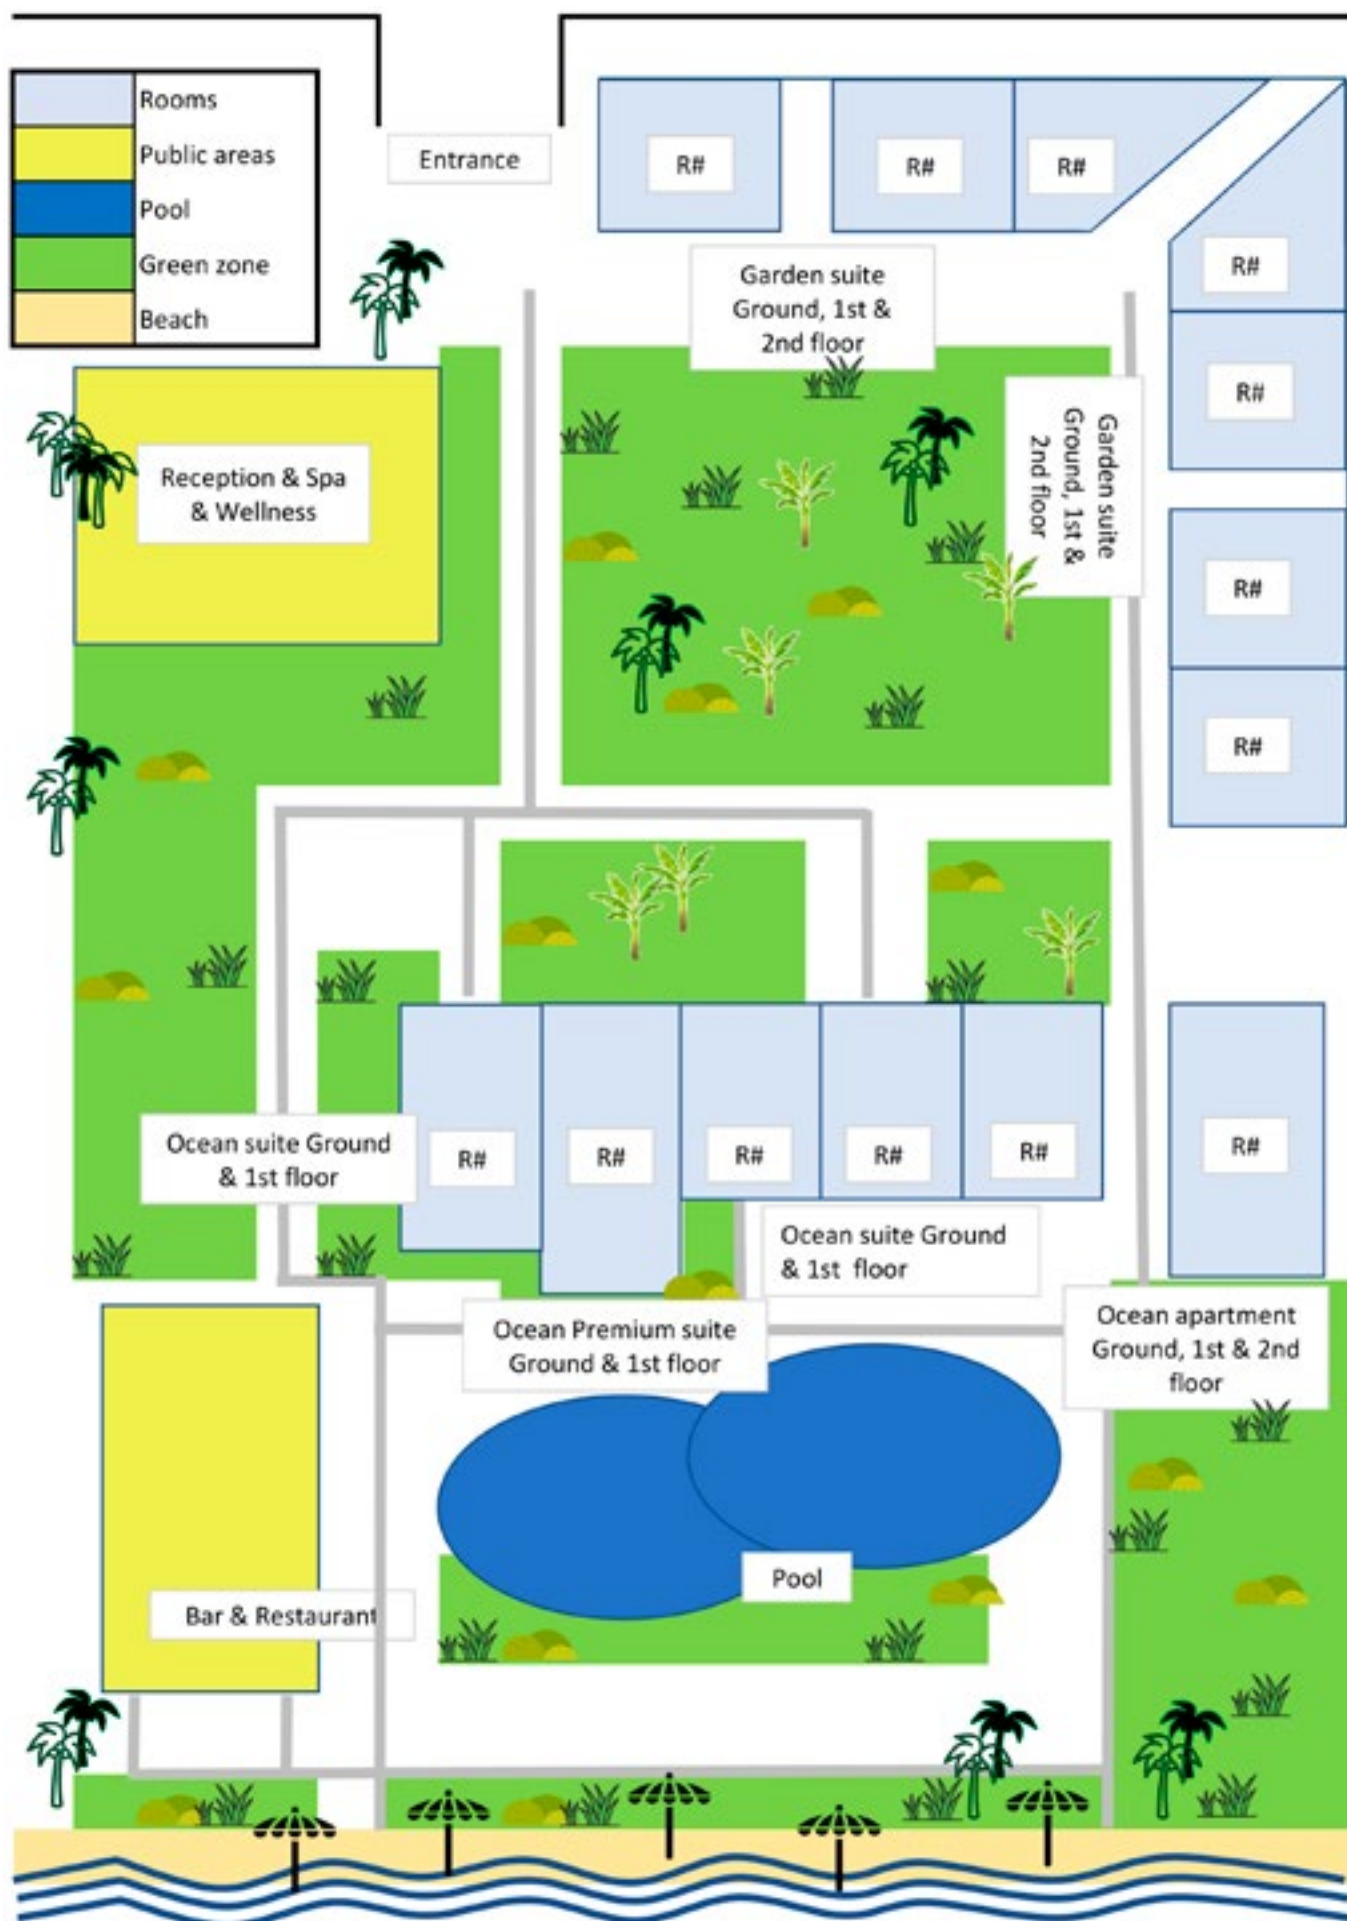 Rooms
Public areas
Pool
Green zone
Beach
Entrance
R#
R#
R#
R#
Garden suite
Ground, 1st &
2nd floor
Garden suite
Ground, 1st &
2nd floor
R#
Reception & Spa
& Wellness
R#
R#
Ocean suite Ground
& 1st floor
R#
R#
R#
R#
R#
R#
Ocean suite Ground
& 1st floor
Ocean Premium suite
Ground & 1st floor
Ocean apartment
Ground, 1st & 2nd
floor
Pool
Bar & Restaurant